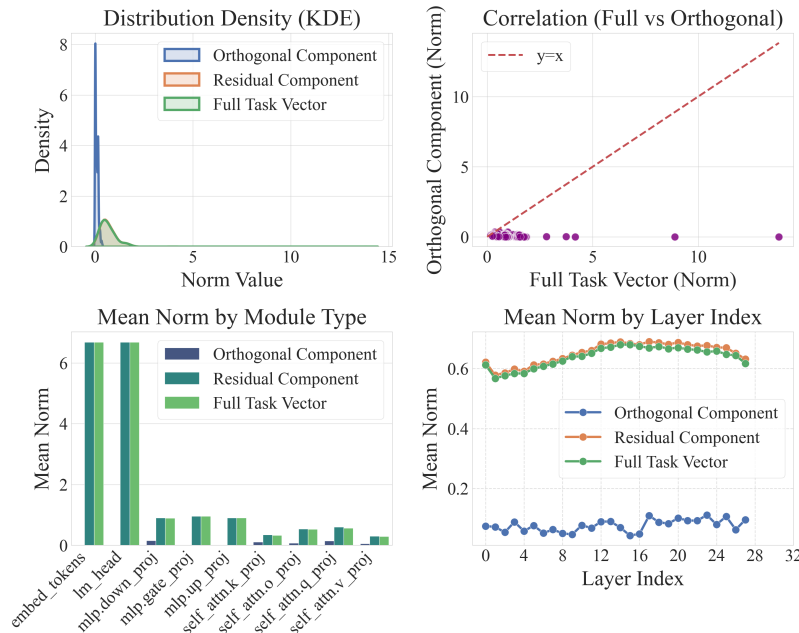 Distribution Density (KDE)
8
6
4
2
0
Density
Orthogonal Component
Residual Component
Full Task Vector
0
5
10
15
Norm Value
Correlation (Full vs Orthogonal)
10
5
0
Orthogonal Component (Norm)
y=x
0
5
10
Full Task Vector (Norm)
Mean Norm by Module Type
6
4
2
0
Mean Norm
Orthogonal Component
Residual Component
Full Task Vector
embed_tokens
lm_head
mlp.down_proj
mlp.gate_proj
mlp.up_proj
self_attn.k_proj
self_attn.o_proj
self_attn.q_proj
self_attn.v_proj
Mean Norm by Layer Index
0.6
0.4
0.2
Mean Norm
Orthogonal Component
Residual Component
Full Task Vector
0
4
8
12
16
20
24
28
32
Layer Index